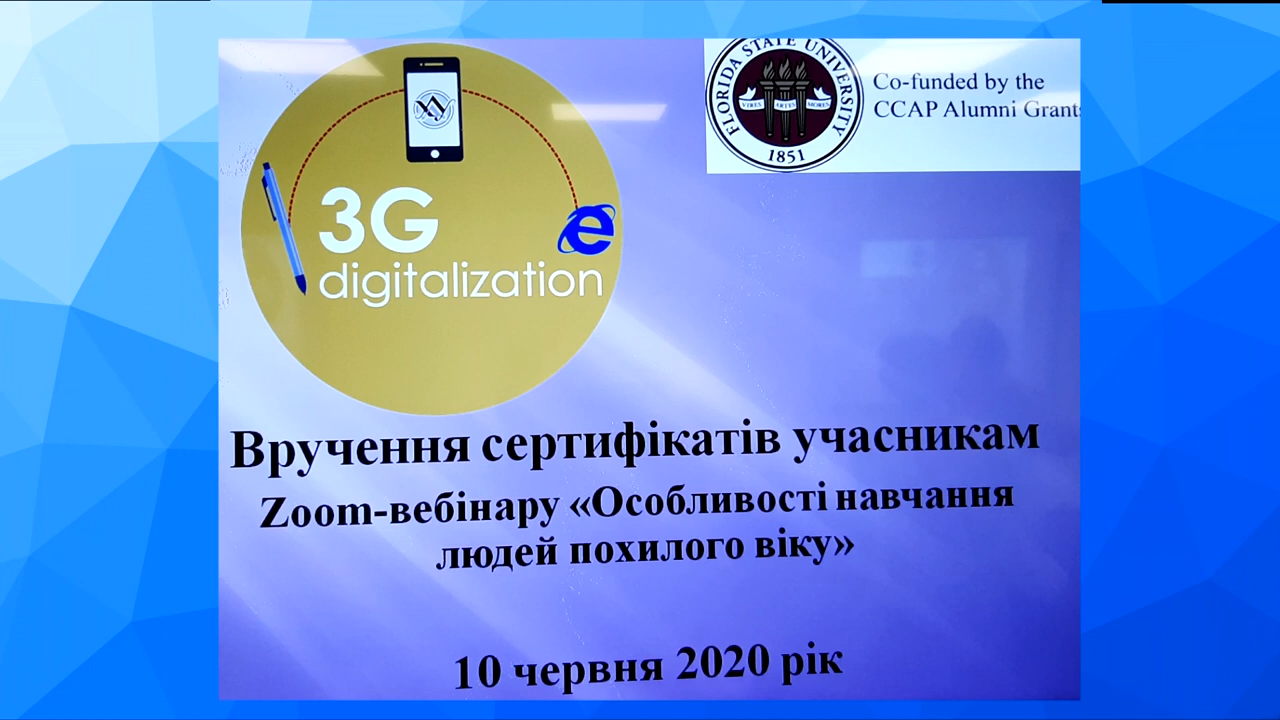 FLORIDA STATE UNIVERSITY
VIRES ARTES MORES
1851
Co-funded by the
CCAP Alumni Grants
3G
digitalization
Вручення сертифікатів учасникам
Zoom-вебінару «Особливості навчання
людей похилого віку»
10 червня 2020 рік